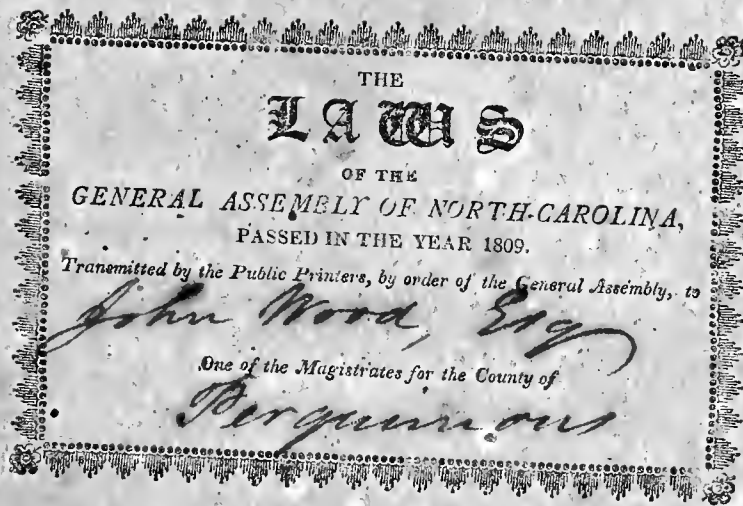 THE
LAWS
OF THE
GENERAL ASSEMBLY OF NORTH-CAROLINA,
PASSED IN THE YEAR 1809.
Transmitted by the Public Printers, by order of the General Assembly, to
John Wood, Esq
One of the Magistrates for the County of
Perquimons